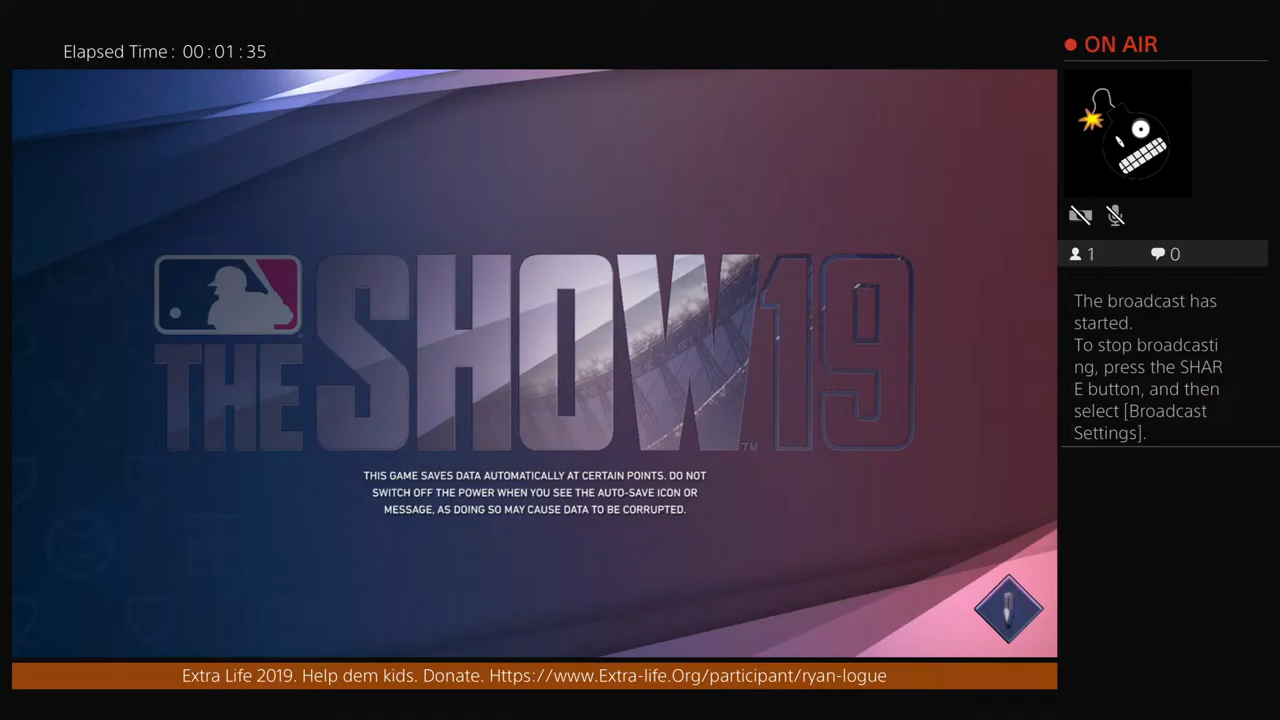 Elapsed Time: 00:01:35
ON AIR
THE SHOW 19
TM
THIS GAME SAVES DATA AUTOMATICALLY AT CERTAIN POINTS. DO NOT
SWITCH OFF THE POWER WHEN YOU SEE THE AUTO-SAVE ICON OR
MESSAGE, AS DOING SO MAY CAUSE DATA TO BE CORRUPTED.
1
0
The broadcast has
started.
To stop broadcasti
ng, press the SHAR
E button, and then
select [Broadcast
Settings].
Extra Life 2019. Help dem kids. Donate. Https://www.Extra-life.Org/participant/ryan-logue